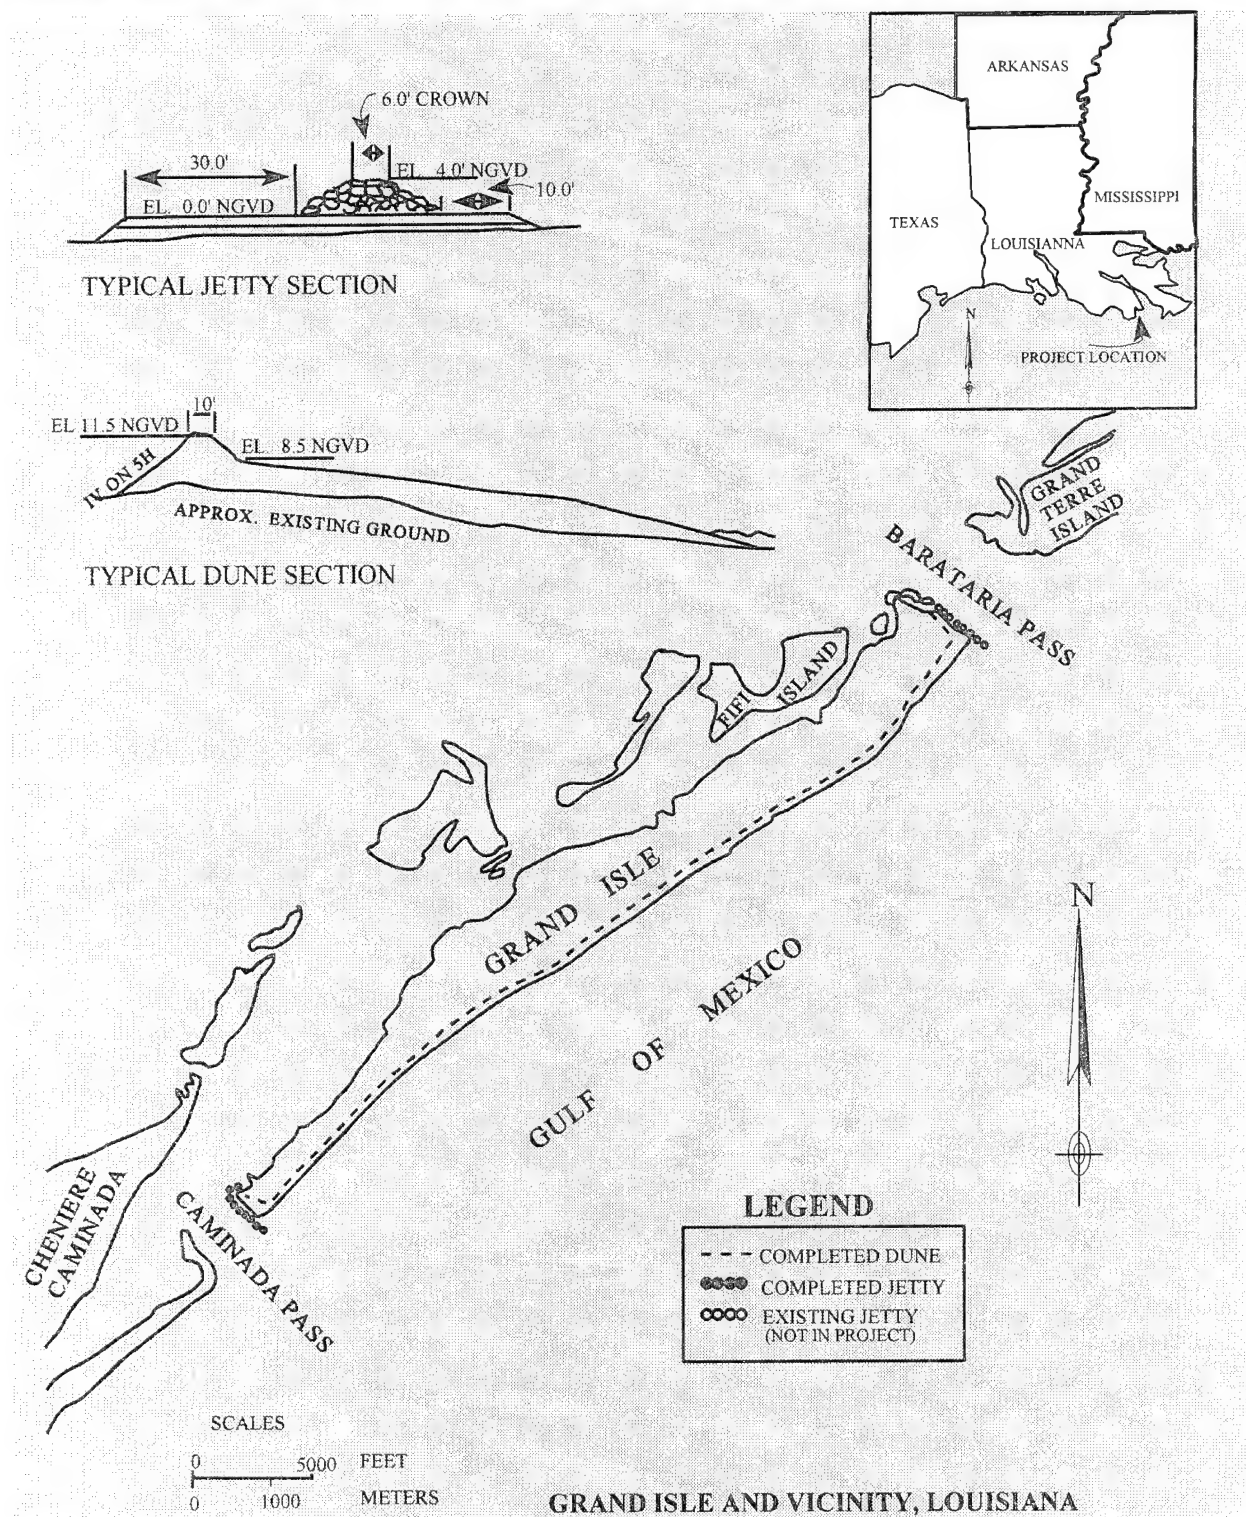 6.0' CROWN
30.0'
EL. 4.0' NGVD
10.0'
EL. 0.0' NGVD
TYPICAL JETTY SECTION
ARKANSAS
MISSISSIPPI
TEXAS
LOUISIANNA
N
PROJECT LOCATION
10'
EL 11.5 NGVD
EL. 8.5 NGVD
IV ON 5H
APPROX. EXISTING GROUND
TYPICAL DUNE SECTION
GRAND
TERRE
ISLAND
BARATARIA PASS
FIFI ISLAND
GRAND ISLE
GULF OF MEXICO
N
CHENIERE
CAMINADA
CAMINADA PASS
LEGEND
COMPLETED DUNE
COMPLETED JETTY
EXISTING JETTY
(NOT IN PROJECT)
SCALES
0 5000 FEET
0 1000 METERS
GRAND ISLE AND VICINITY, LOUISIANA